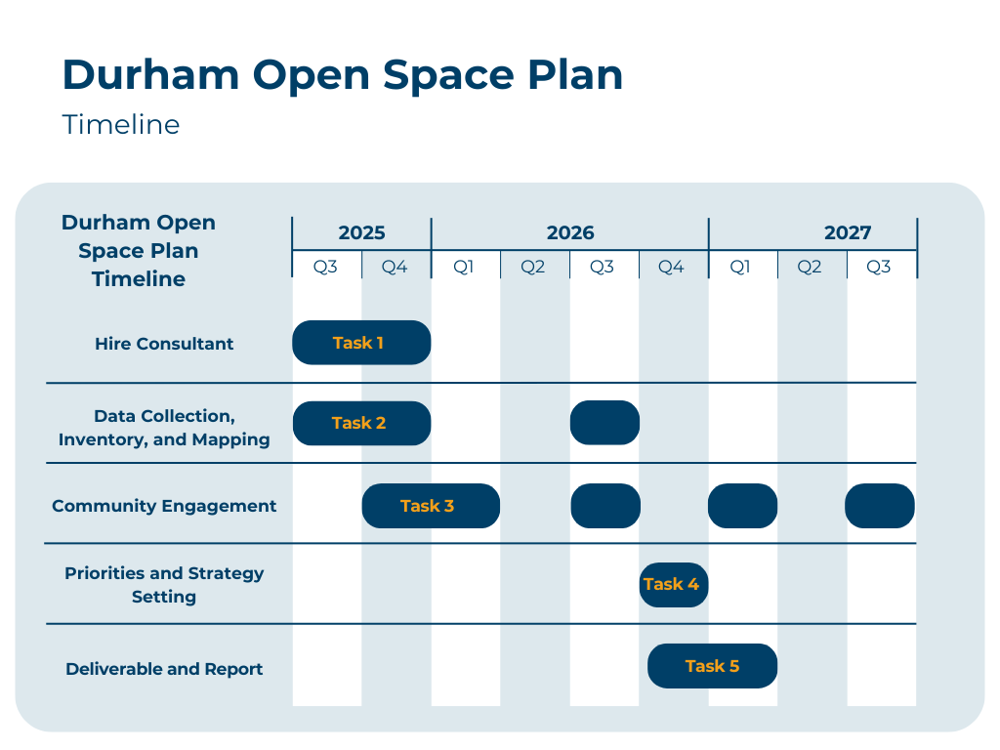 Durham Open Space Plan
Timeline
Durham Open
Space Plan
Timeline
2025
2026
2027
Q3
Q4
Q1
Q2
Q3
Q4
Q1
Q2
Q3
Hire Consultant
Task 1
Data Collection,
Inventory, and Mapping
Task 2
Community Engagement
Task 3
Priorities and Strategy
Setting
Task 4
Deliverable and Report
Task 5